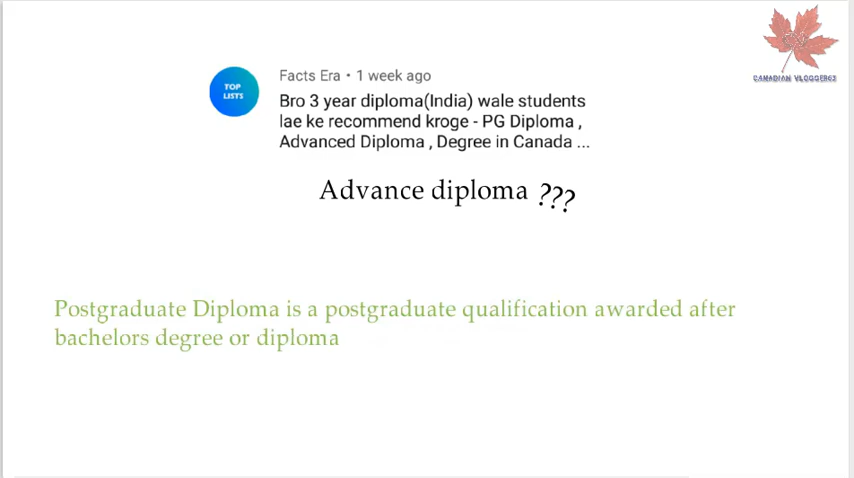 CANADIAN VLOGGER63
TOP
LISTS
Facts Era • 1 week ago
Bro 3 year diploma(India) wale students
lae ke recommend kroge - PG Diploma ,
Advanced Diploma , Degree in Canada ...
Advance diploma ???
Postgraduate Diploma is a postgraduate qualification awarded after
bachelors degree or diploma